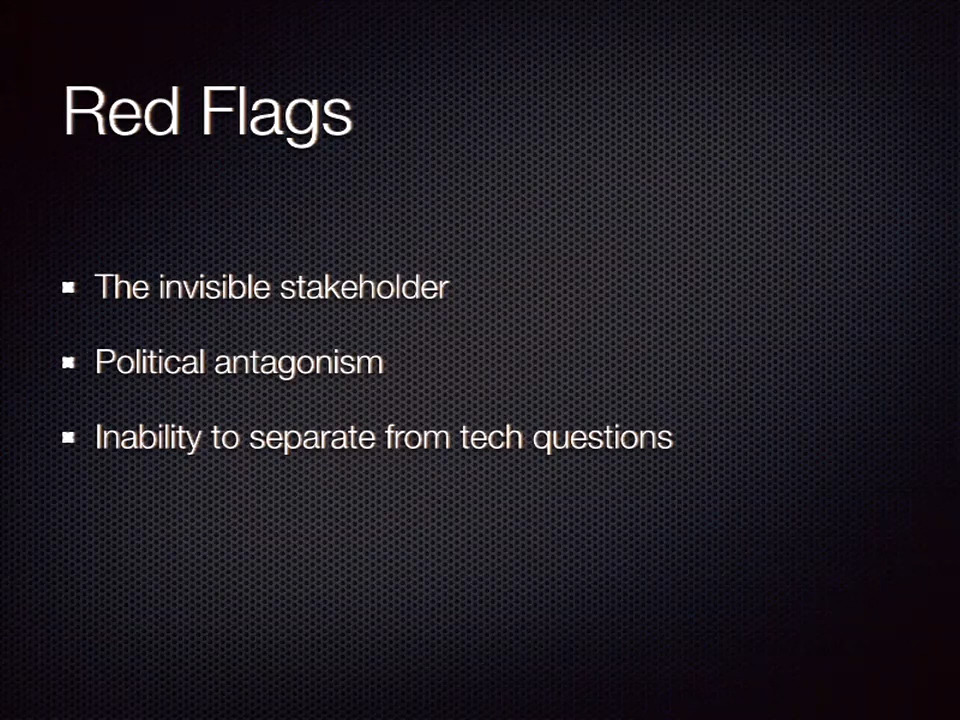 Red Flags
The invisible stakeholder
Political antagonism
Inability to separate from tech questions